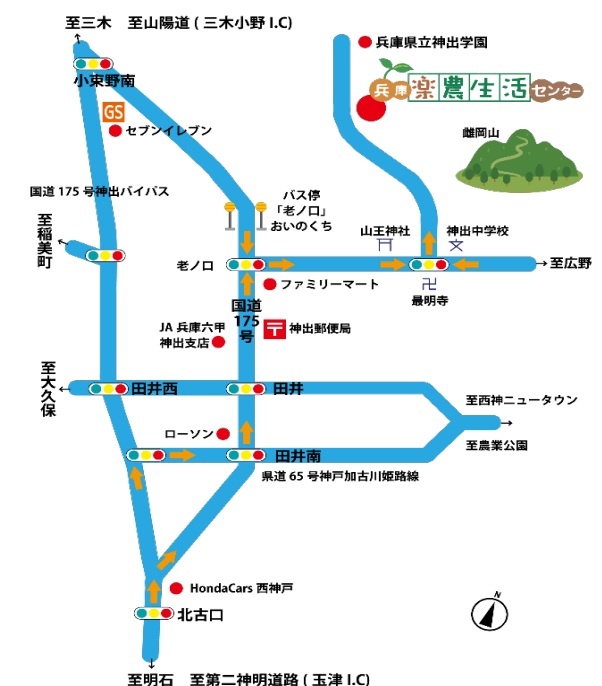 至三木　至山陽道 ( 三木小野 I.C)
兵庫県立神出学園
小束野南
兵庫楽農生活センター
GS
セブンイレブン
雌岡山
国道 175 号神出バイパス
バス停
「老ノ口」
おいのくち
至稲美町
山王神社
神出中学校
老ノ口
至広野
ファミリーマート
最明寺
国道
175
号
JA 兵庫六甲
神出支店
神出郵便局
至大久保
田井西
田井
至西神ニュータウン
ローソン
至農業公園
田井南
県道 65 号神戸加古川姫路線
HondaCars 西神戸
N
北古口
至明石　至第二神明道路 ( 玉津 I.C)